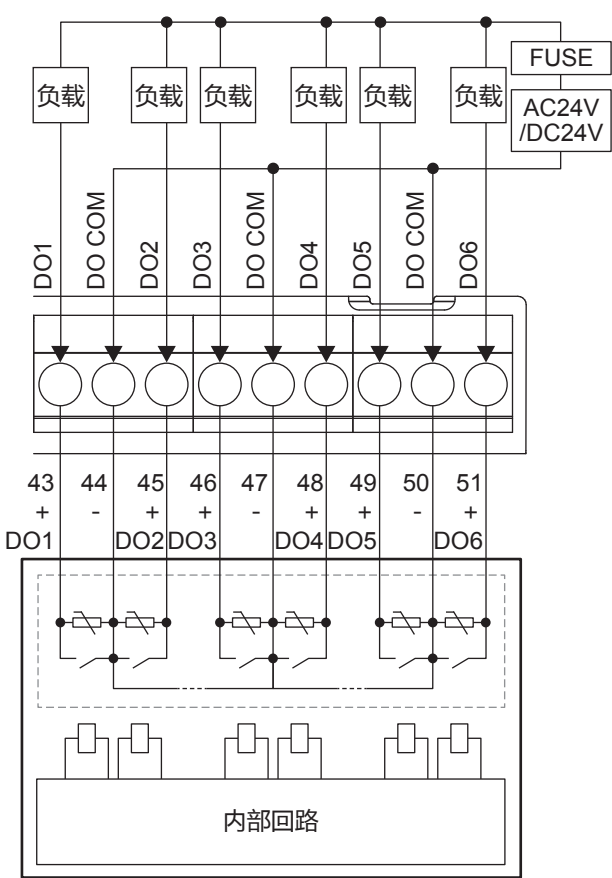 FUSE
负载
负载
负载
负载
负载
负载
AC24V
/DC24V
DO1
DO COM
DO2
DO3
DO COM
DO4
DO5
DO COM
DO6
43 44 45 46 47 48 49 50 51
+ - + + - + + - +
DO1 DO2 DO3 DO4 DO5 DO6
内部回路